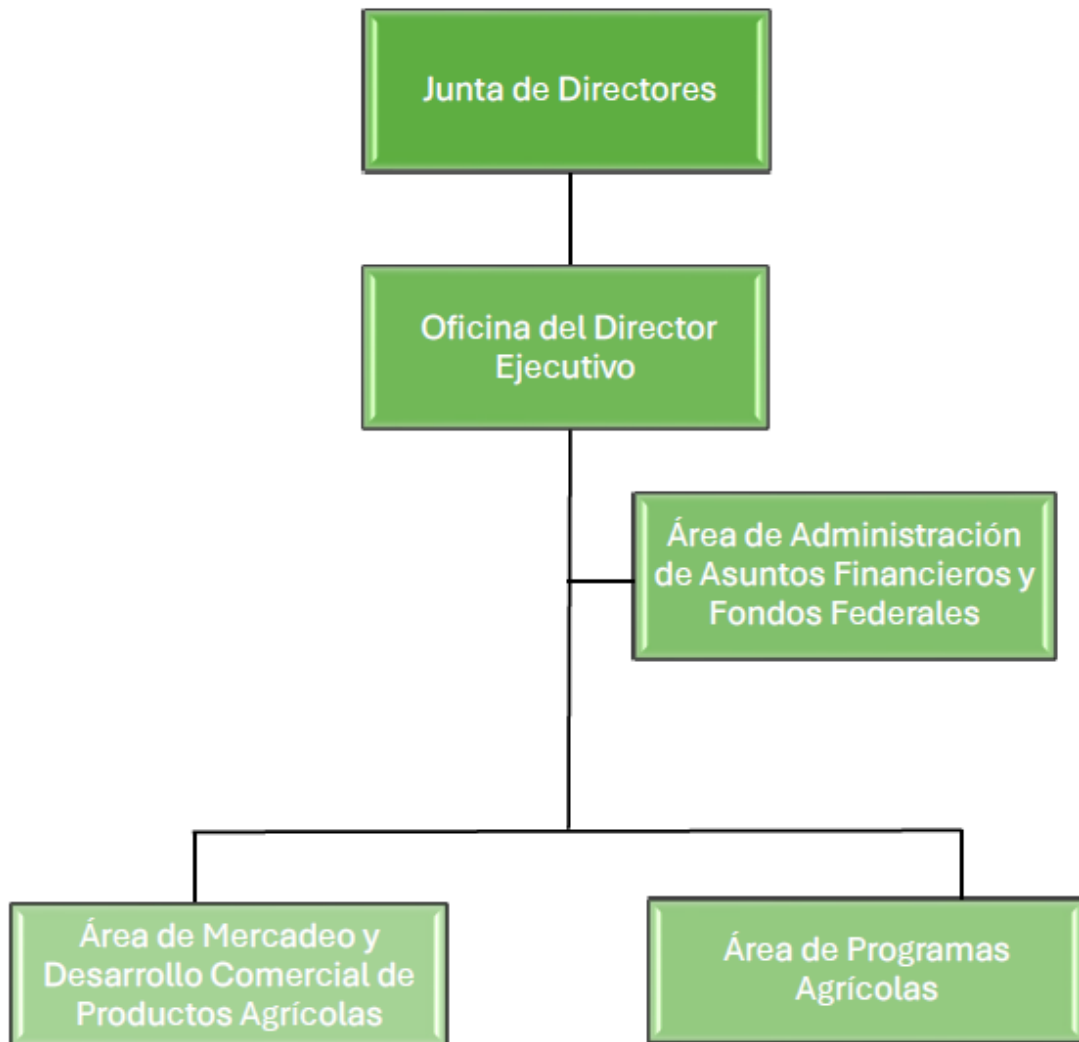 Junta de Directores
Oficina del Director
Ejecutivo
Área de Administración
de Asuntos Financieros y
Fondos Federales
Área de Mercadeo y
Desarrollo Comercial de
Productos Agrícolas
Área de Programas
Agrícolas